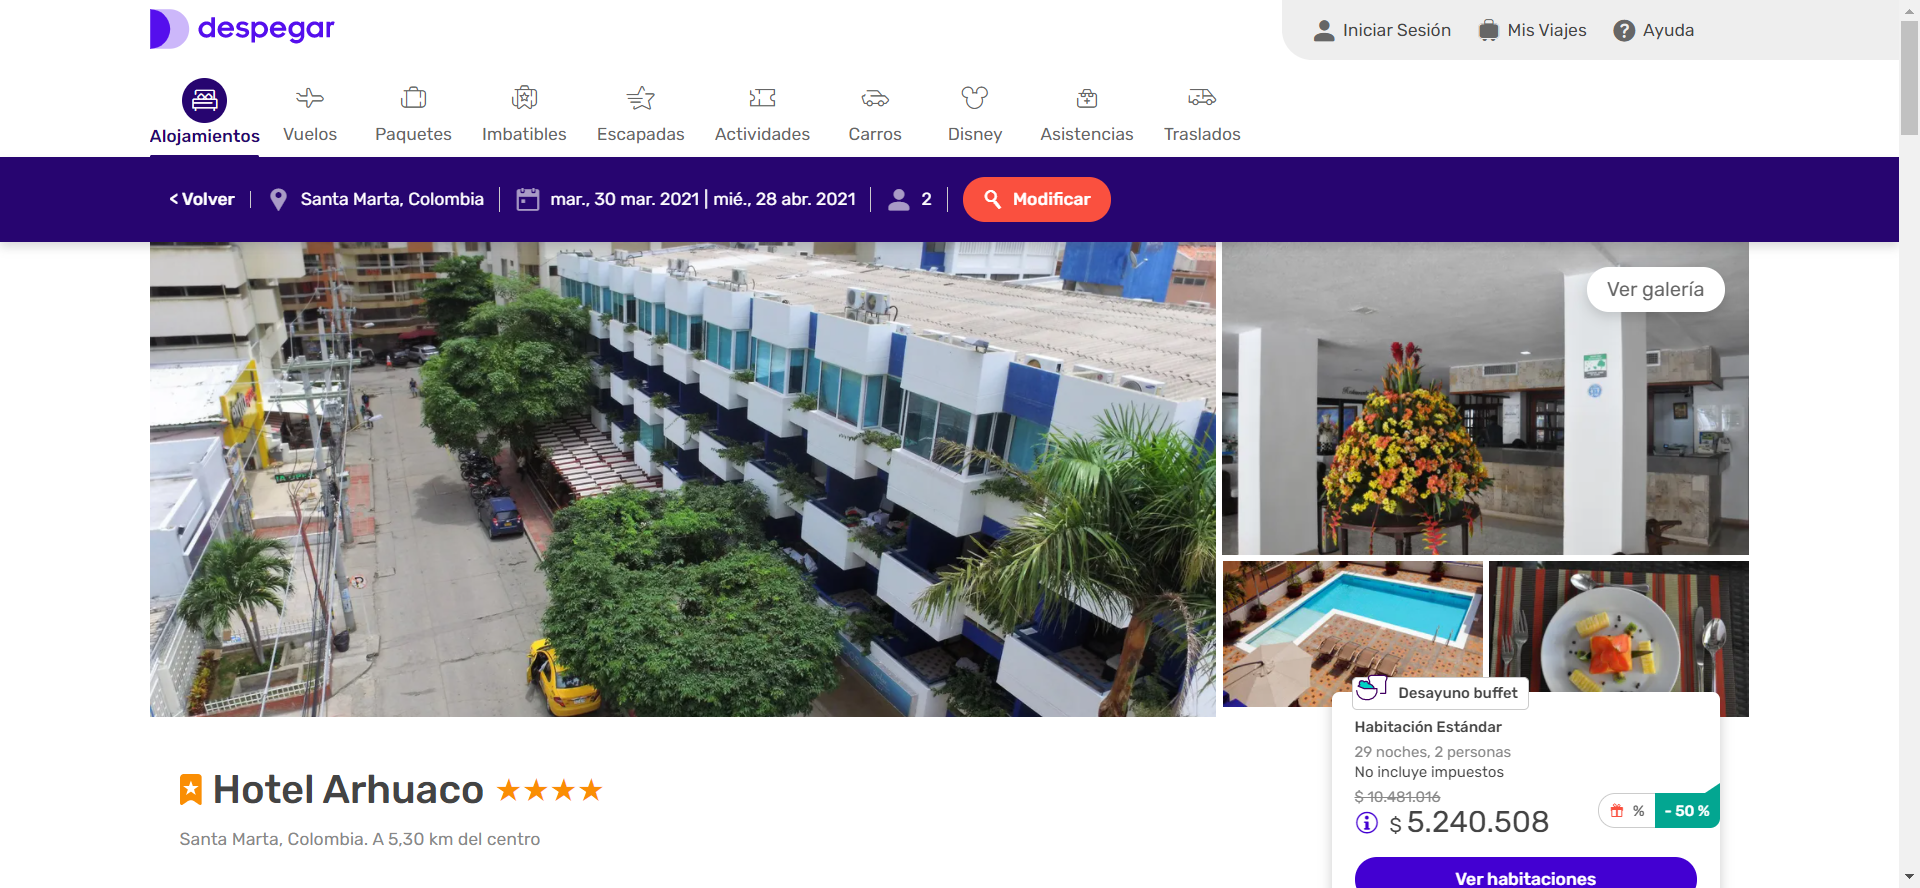 despegar
Iniciar Sesión
Mis Viajes
Ayuda
Alojamientos
Vuelos
Paquetes
Imbatibles
Escapadas
Actividades
Carros
Disney
Asistencias
Traslados
< Volver
Santa Marta, Colombia
mar., 30 mar. 2021 | mié., 28 abr. 2021
2
Modificar
Ver galería
Desayuno buffet
Habitación Estándar
29 noches, 2 personas
No incluye impuestos
$ 10.481.016
$ 5.240.508
%
- 50 %
Ver habitaciones
Hotel Arhuaco
Santa Marta, Colombia. A 5,30 km del centro